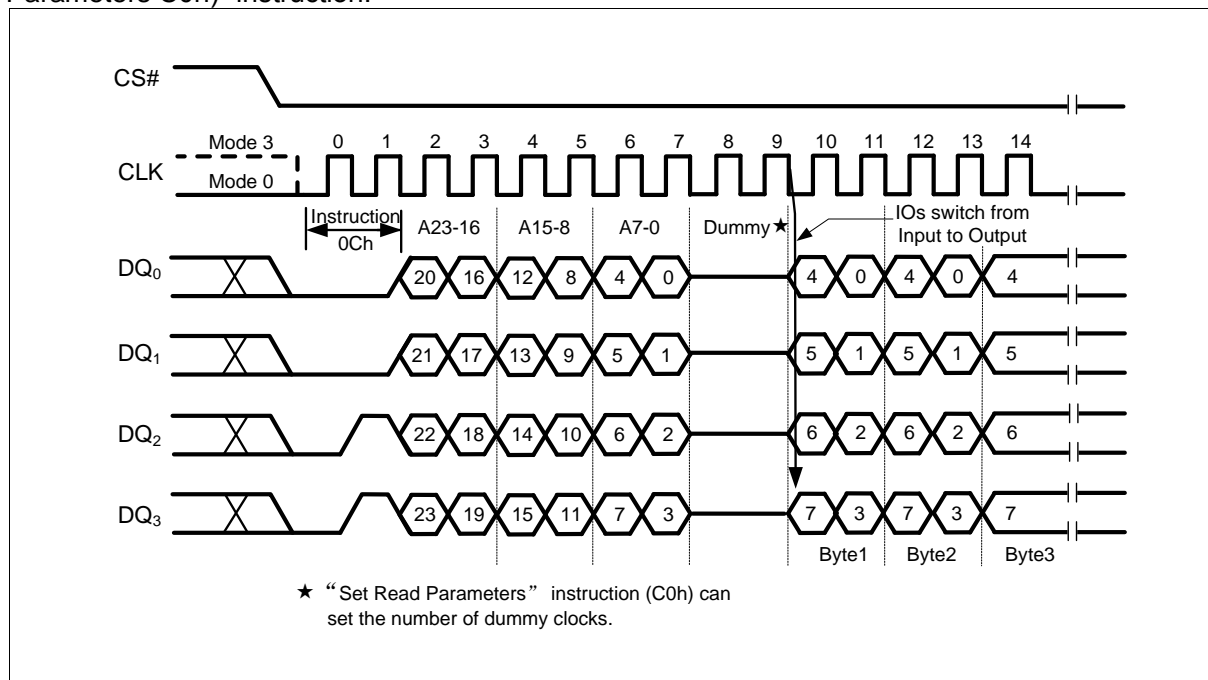 Parameters C0h)” instruction.
CS#
Mode 3
CLK
Mode 0
0 1 2 3 4 5 6 7 8 9 10 11 12 13 14
Instruction
0Ch
A23-16 A15-8 A7-0 Dummy★
IOs switch from
Input to Output
DQ0 20 16 12 8 4 0 4 0 4 0 4
DQ1 21 17 13 9 5 1 5 1 5 1 5
DQ2 22 18 14 10 6 2 6 2 6 2 6
DQ3 23 19 15 11 7 3 7 3 7 3 7
Byte1 Byte2 Byte3
★ “Set Read Parameters” instruction (C0h) can
set the number of dummy clocks.